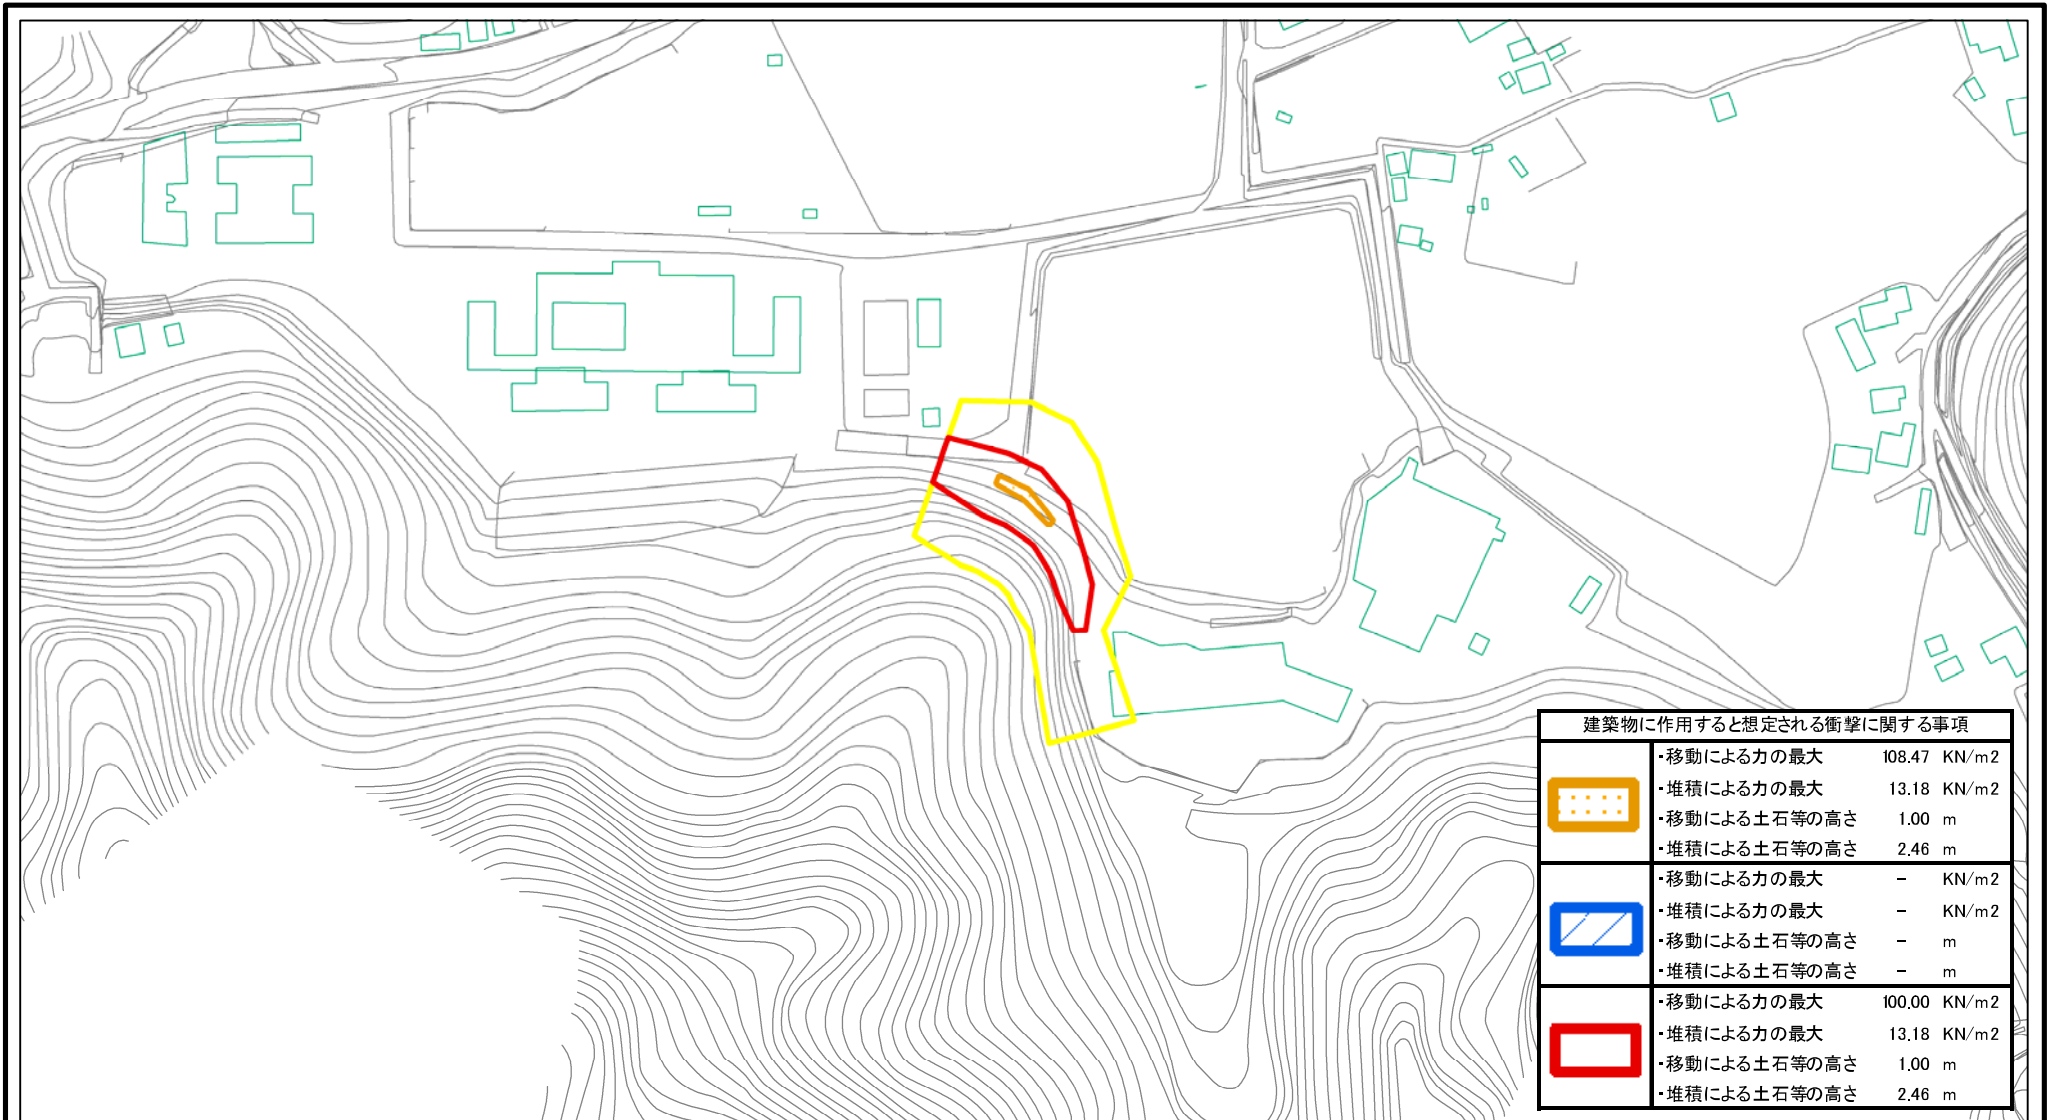 建築物に作用すると想定される衝撃に関する事項
・移動による力の最大 108.47 KN/m2
・堆積による力の最大 13.18 KN/m2
・移動による土石等の高さ 1.00 m
・堆積による土石等の高さ 2.46 m
・移動による力の最大 － KN/m2
・堆積による力の最大 － KN/m2
・移動による土石等の高さ － m
・堆積による土石等の高さ － m
・移動による力の最大 100.00 KN/m2
・堆積による力の最大 13.18 KN/m2
・移動による土石等の高さ 1.00 m
・堆積による土石等の高さ 2.46 m